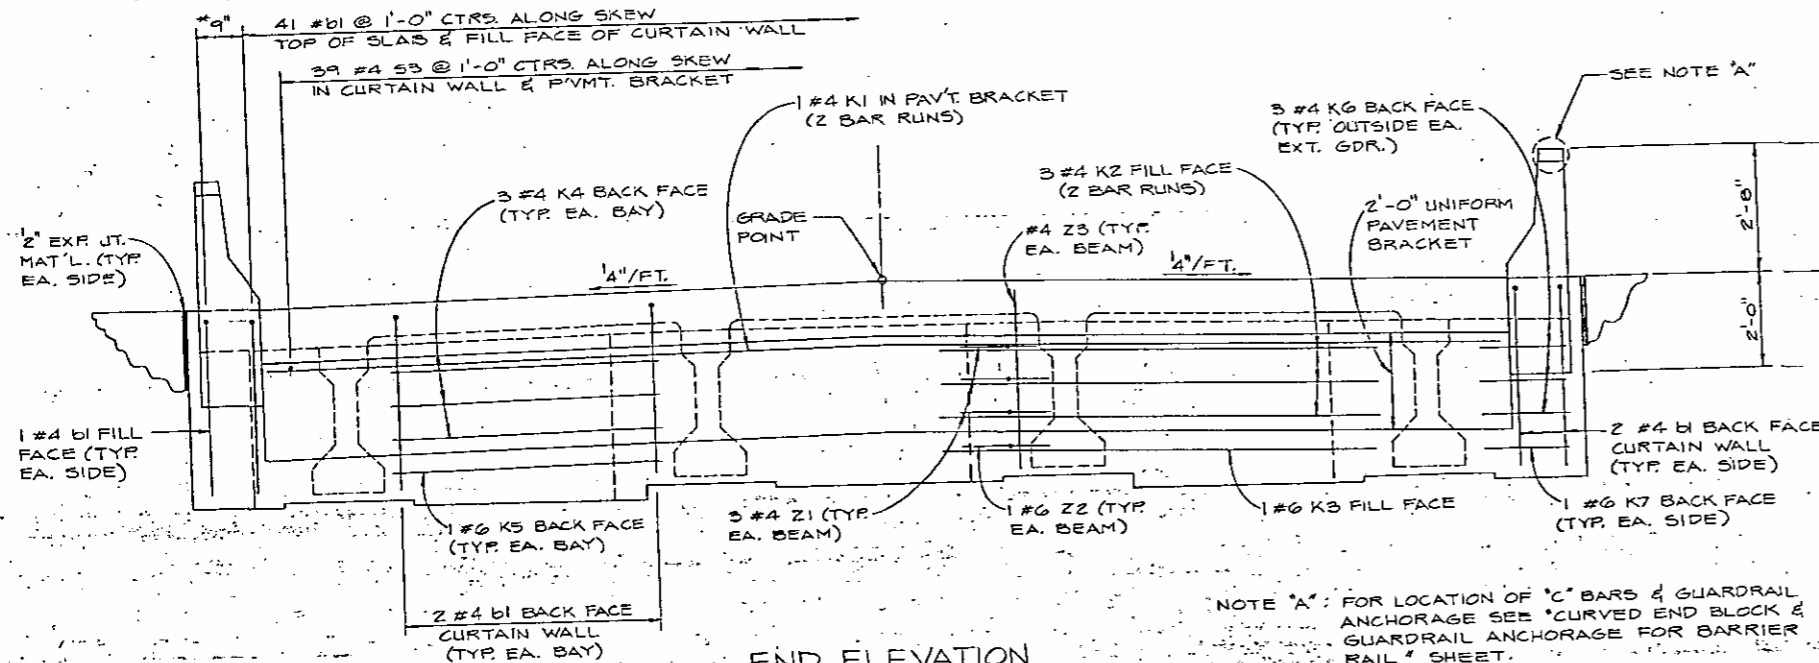 *9"
41 #b1 @ 1'-0" CTRS. ALONG SKEW
TOP OF SLAB & FILL FACE OF CURTAIN WALL
39 #4 S3 @ 1'-0" CTRS. ALONG SKEW
IN CURTAIN WALL & P'VMT. BRACKET
SEE NOTE "A"
1 #4 K1 IN PAV'T. BRACKET
(2 BAR RUNS)
3 #4 K6 BACK FACE
(TYP. OUTSIDE EA.
EXT. GDR.)
3 #4 K4 BACK FACE
(TYP. EA. BAY)
3 #4 K2 FILL FACE
(2 BAR RUNS)
2'-0" UNIFORM
PAVEMENT
BRACKET
2'-8"
GRADE
POINT
#4 Z3 (TYP.
EA. BEAM)
1/2" EXP. JT.
MAT'L. (TYP.
EA. SIDE)
1/4"/FT.
1/4"/FT.
2'-0"
1 #4 b1 FILL
FACE (TYP.
EA. SIDE)
2 #4 b1 BACK FACE
CURTAIN WALL
(TYP. EA. SIDE)
1 #6 K5 BACK FACE
(TYP. EA. BAY)
3 #4 Z1 (TYP.
EA. BEAM)
1 #6 Z2 (TYP.
EA. BEAM)
1 #6 K3 FILL FACE
1 #6 K7 BACK FACE
(TYP. EA. SIDE)
2 #4 b1 BACK FACE
CURTAIN WALL
(TYP. EA. BAY)
END ELEVATION
NOTE "A": FOR LOCATION OF "C" BARS & GUARDRAIL
ANCHORAGE SEE "CURVED END BLOCK &
GUARDRAIL ANCHORAGE FOR BARRIER
RAIL" SHEET.